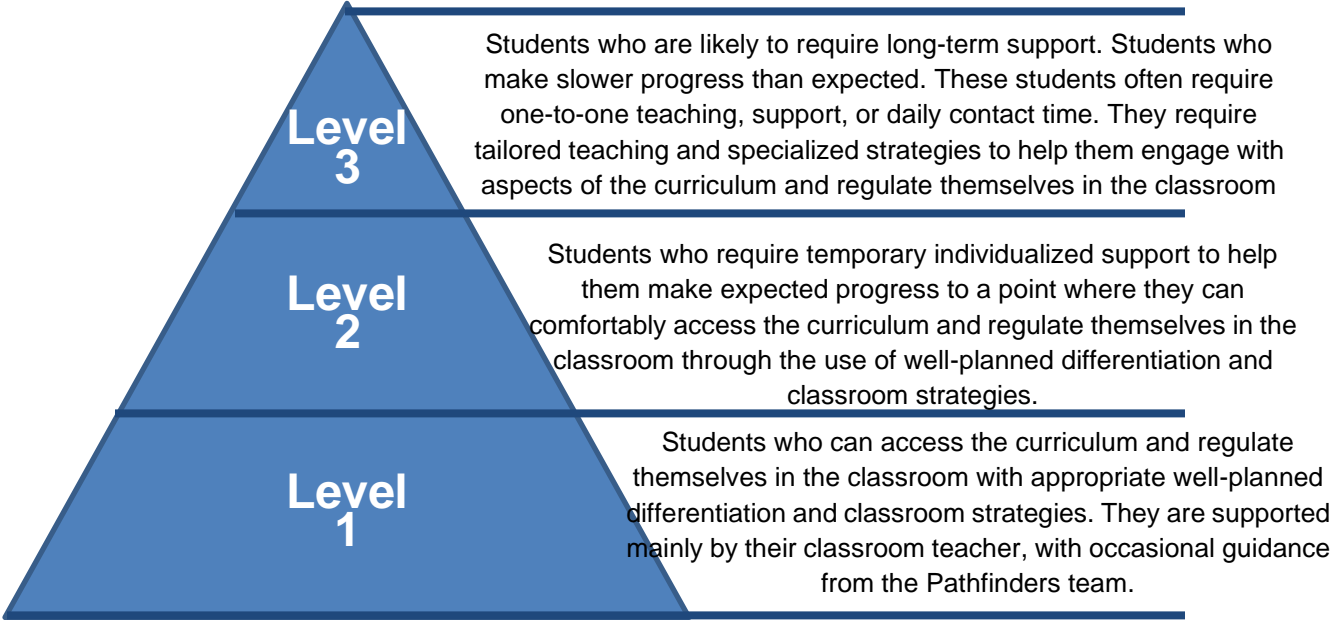 Students who are likely to require long-term support. Students who
make slower progress than expected. These students often require
one-to-one teaching, support, or daily contact time. They require
tailored teaching and specialized strategies to help them engage with
aspects of the curriculum and regulate themselves in the classroom
Level
3
Students who require temporary individualized support to help
them make expected progress to a point where they can
comfortably access the curriculum and regulate themselves in the
classroom through the use of well-planned differentiation and
classroom strategies.
Level
2
Students who can access the curriculum and regulate
themselves in the classroom with appropriate well-planned
differentiation and classroom strategies. They are supported
mainly by their classroom teacher, with occasional guidance
from the Pathfinders team.
Level
1